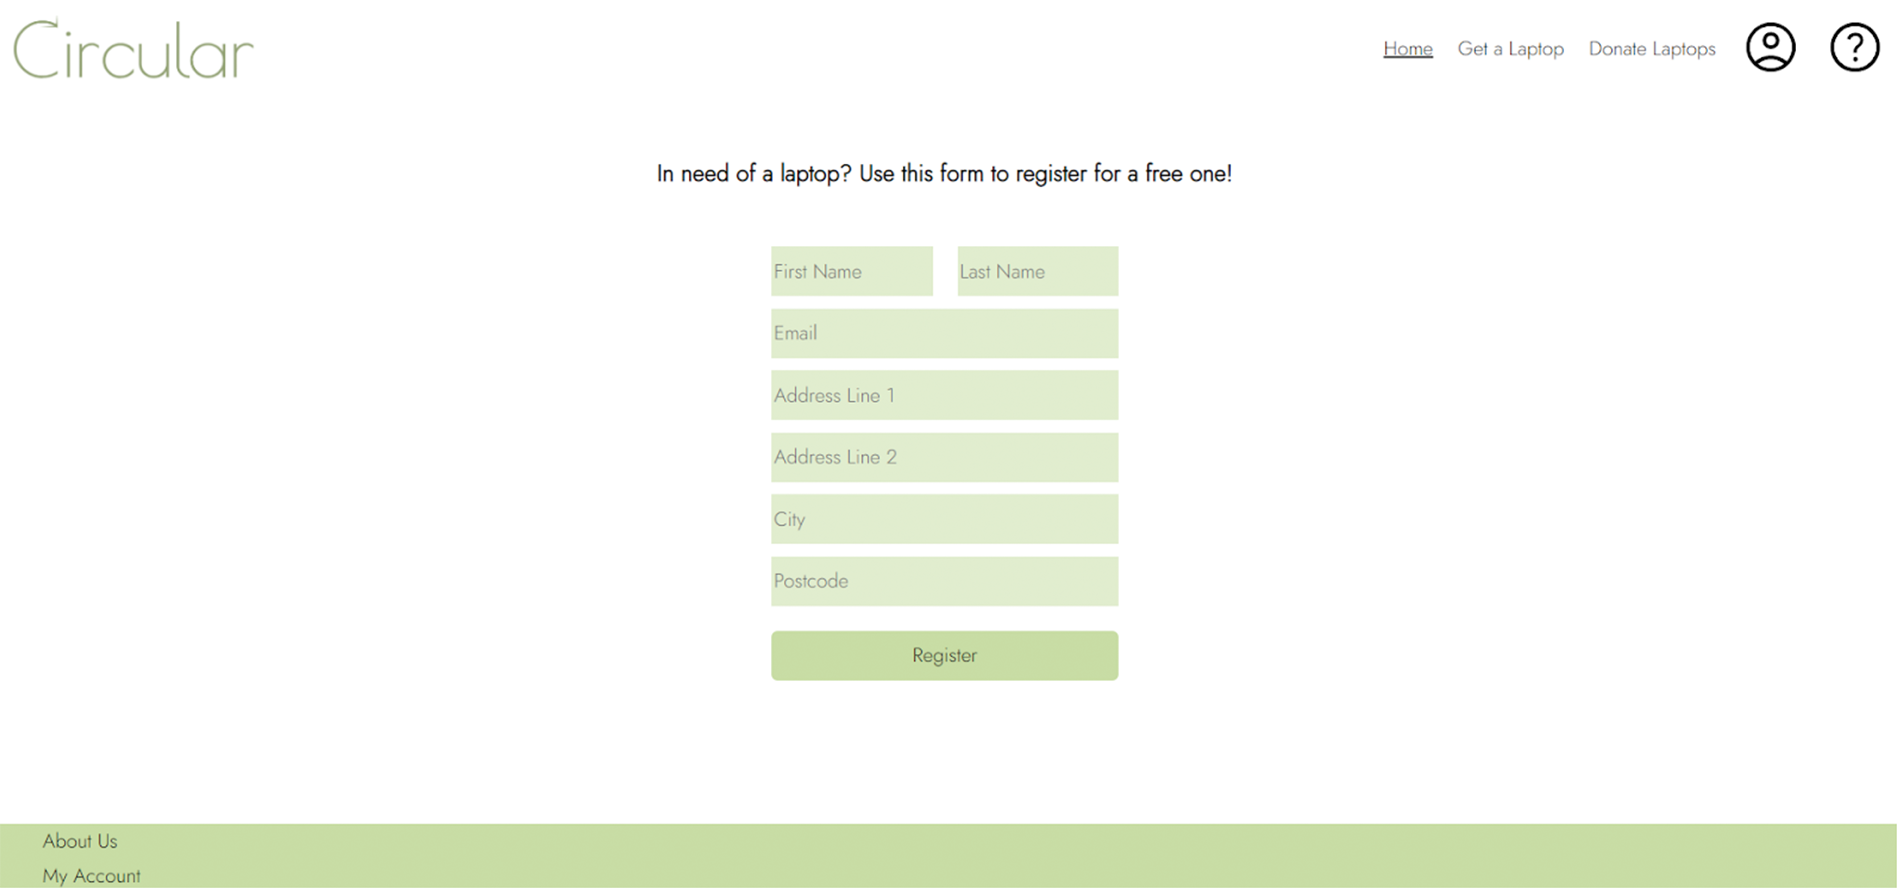 Circular
Home Get a Laptop Donate Laptops ?
In need of a laptop? Use this form to register for a free one!
First Name Last Name
Email
Address Line 1
Address Line 2
City
Postcode
Register
About Us
My Account